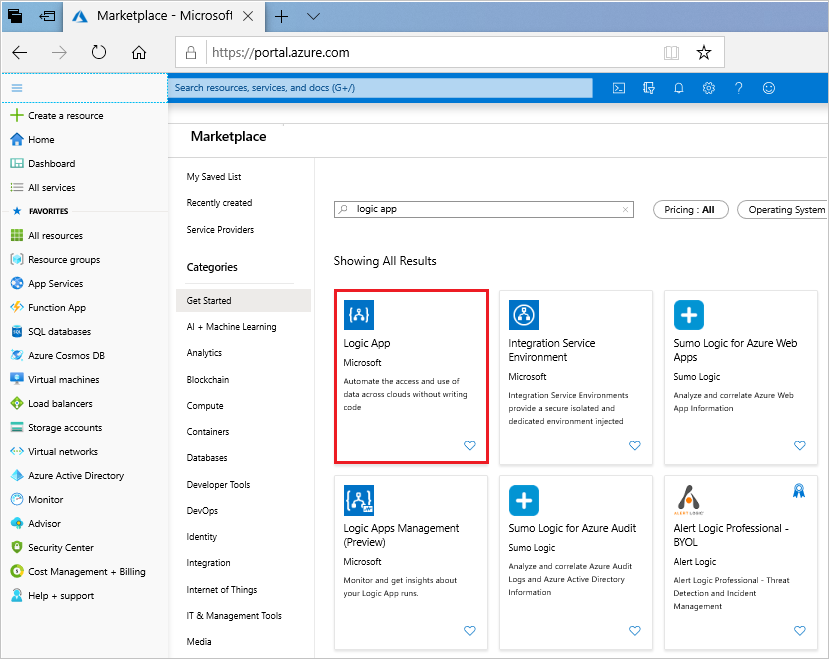 Marketplace - Microsoft
https://portal.azure.com
Search resources, services, and docs (G+/)
Create a resource
Home
Dashboard
All services
FAVORITES
All resources
Resource groups
App Services
Function App
SQL databases
Azure Cosmos DB
Virtual machines
Load balancers
Storage accounts
Virtual networks
Azure Active Directory
Monitor
Advisor
Security Center
Cost Management + Billing
Help + support
Marketplace
My Saved List
Recently created
Service Providers
Categories
Get Started
AI + Machine Learning
Analytics
Blockchain
Compute
Containers
Databases
Developer Tools
DevOps
Identity
Integration
Internet of Things
IT & Management Tools
Media
logic app
Pricing : All
Operating System
Showing All Results
Logic App
Microsoft
Automate the access and use of
data across clouds without writing
code
Integration Service
Environment
Microsoft
Integration Service Environments
provide a secure isolated and
dedicated environment injected
Sumo Logic for Azure Web
Apps
Sumo Logic
Analyze and correlate Azure Web
App Information
Logic Apps Management
(Preview)
Microsoft
Monitor and get insights about
your Logic App runs.
Sumo Logic for Azure Audit
Sumo Logic
Analyze and correlate Azure Audit
Logs and Azure Active Directory
Information
ALERT LOGIC
Alert Logic Professional -
BYOL
Alert Logic
Alert Logic Professional - Threat
Detection and Incident
Management